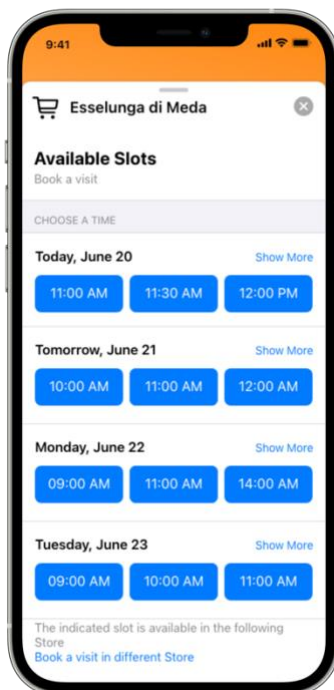 9:41
Esselunga di Meda
Available Slots
Book a visit
CHOOSE A TIME
Today, June 20 Show More
11:00 AM 11:30 AM 12:00 PM
Tomorrow, June 21 Show More
10:00 AM 11:00 AM 12:00 AM
Monday, June 22 Show More
09:00 AM 11:00 AM 14:00 AM
Tuesday, June 23 Show More
09:00 AM 10:00 AM 11:00 AM
The indicated slot is available in the following
Store
Book a visit in different Store